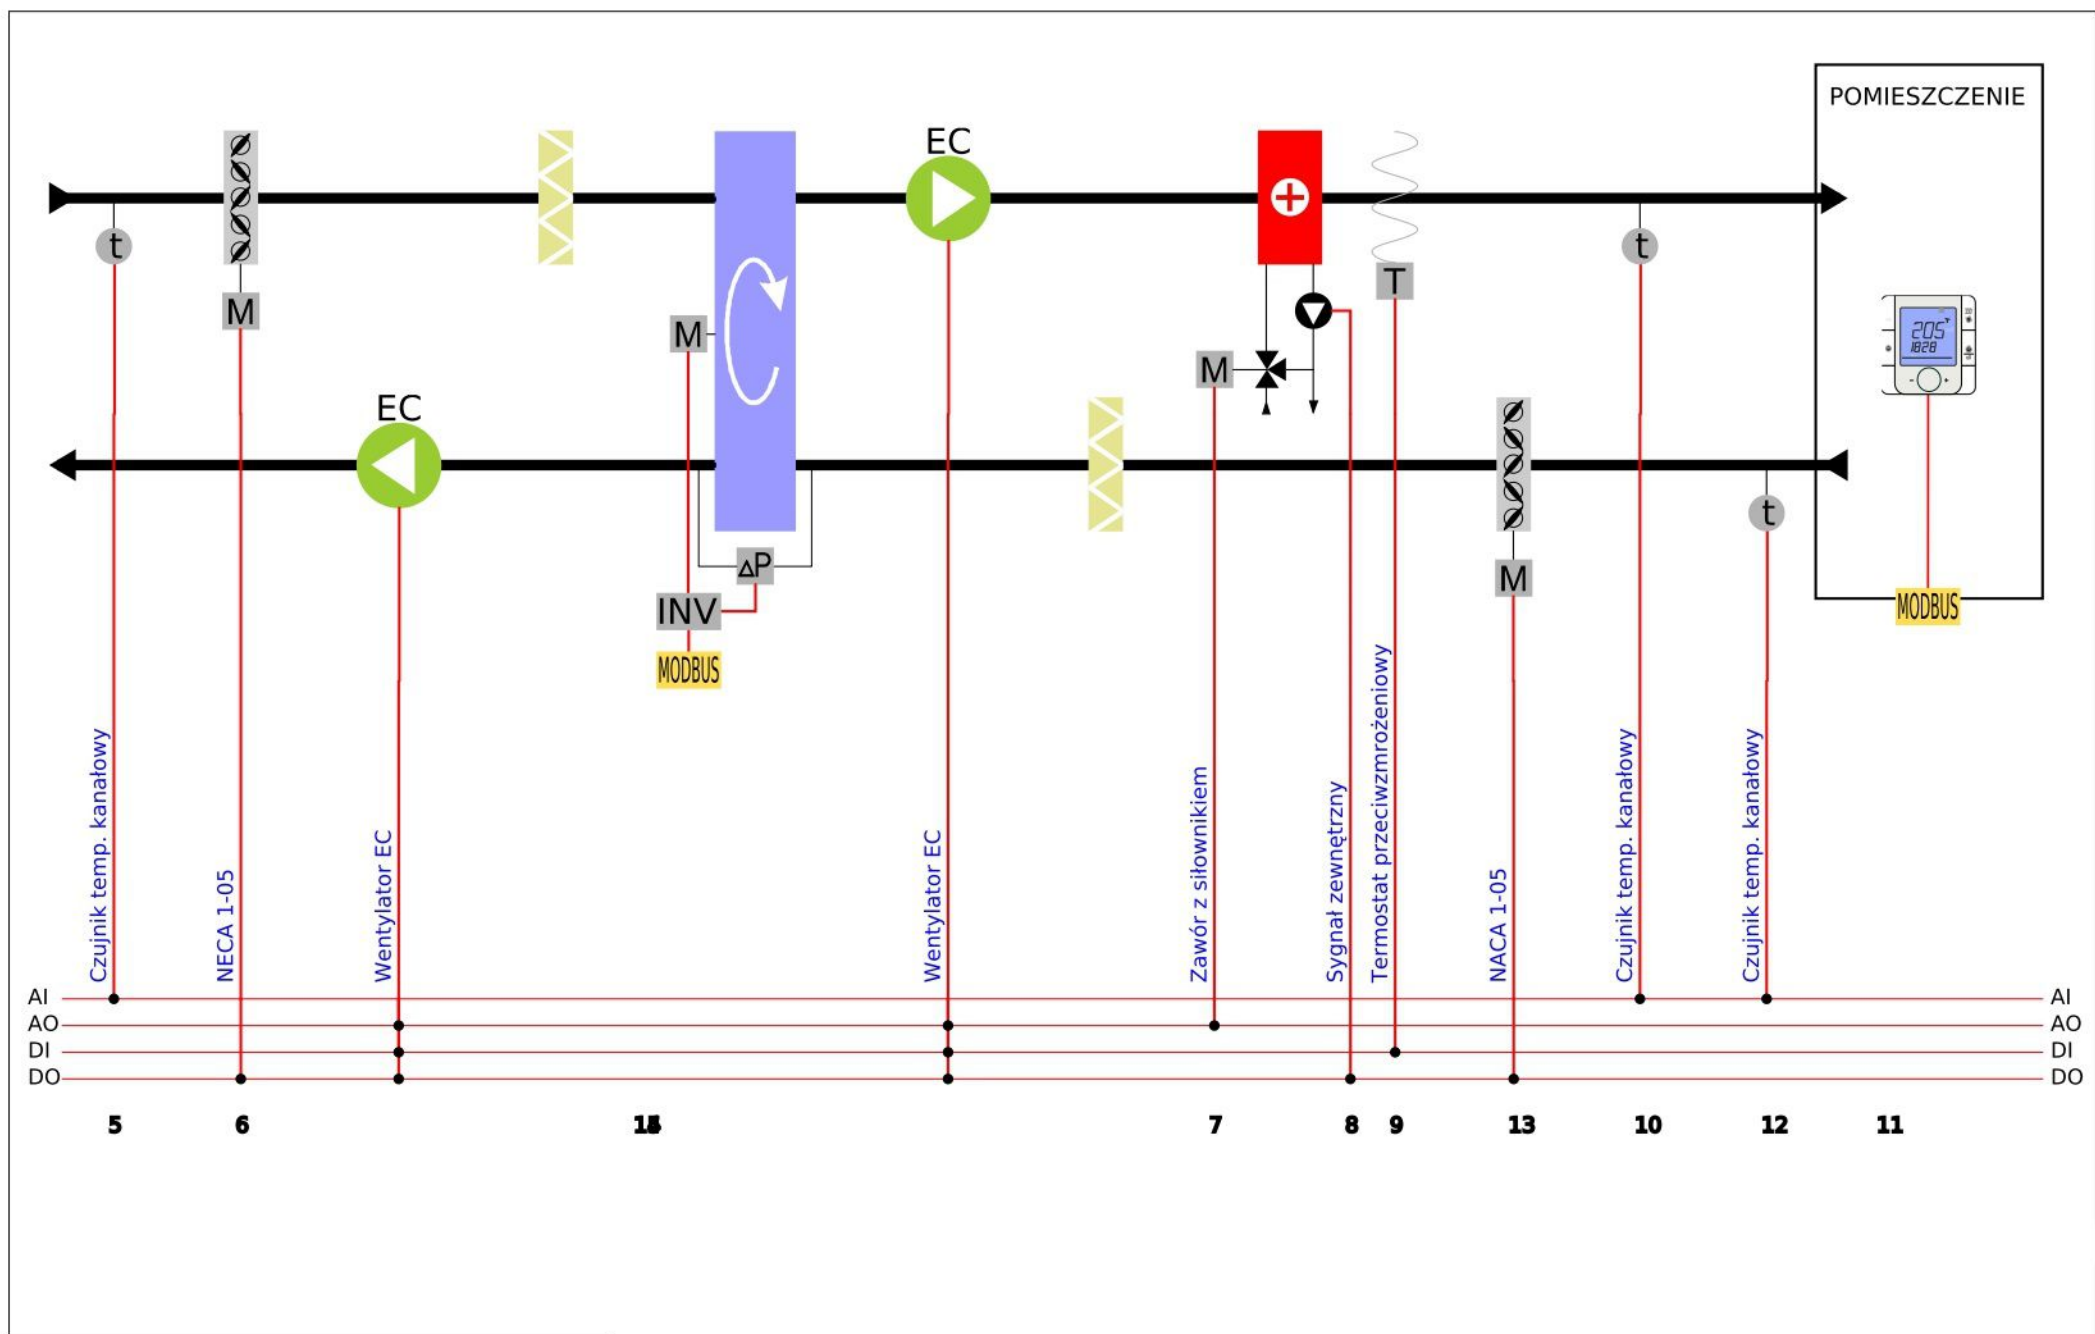 POMIESZCZENIE
EC
t
M
t
T
M
205
1828
M
EC
t
ΔP
M
INV
MODBUS
MODBUS
Czujnik temp. kanałowy
NECA 1-05
Wentylator EC
Wentylator EC
Zawór z siłownikiem
Sygnał zewnętrzny
Termostat przeciwzmrożeniowy
NACA 1-05
Czujnik temp. kanałowy
Czujnik temp. kanałowy
AI AI
AO AO
DI DI
DO DO
5 6 7 8 9 13 10 12 11